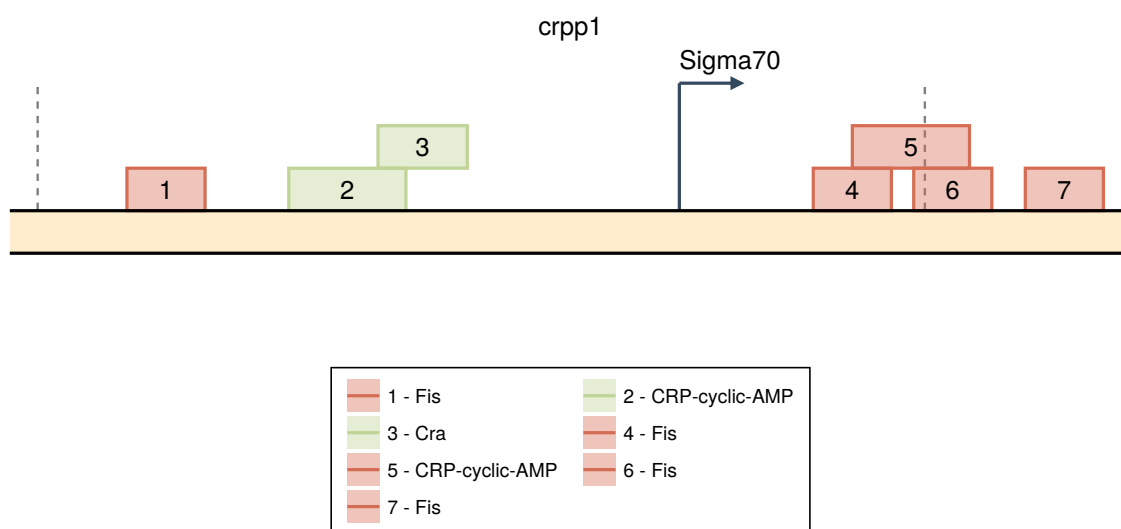 crpp1
Sigma70
3
5
1
2
4
6
7
1 - Fis
2 - CRP-cyclic-AMP
3 - Cra
4 - Fis
5 - CRP-cyclic-AMP
6 - Fis
7 - Fis